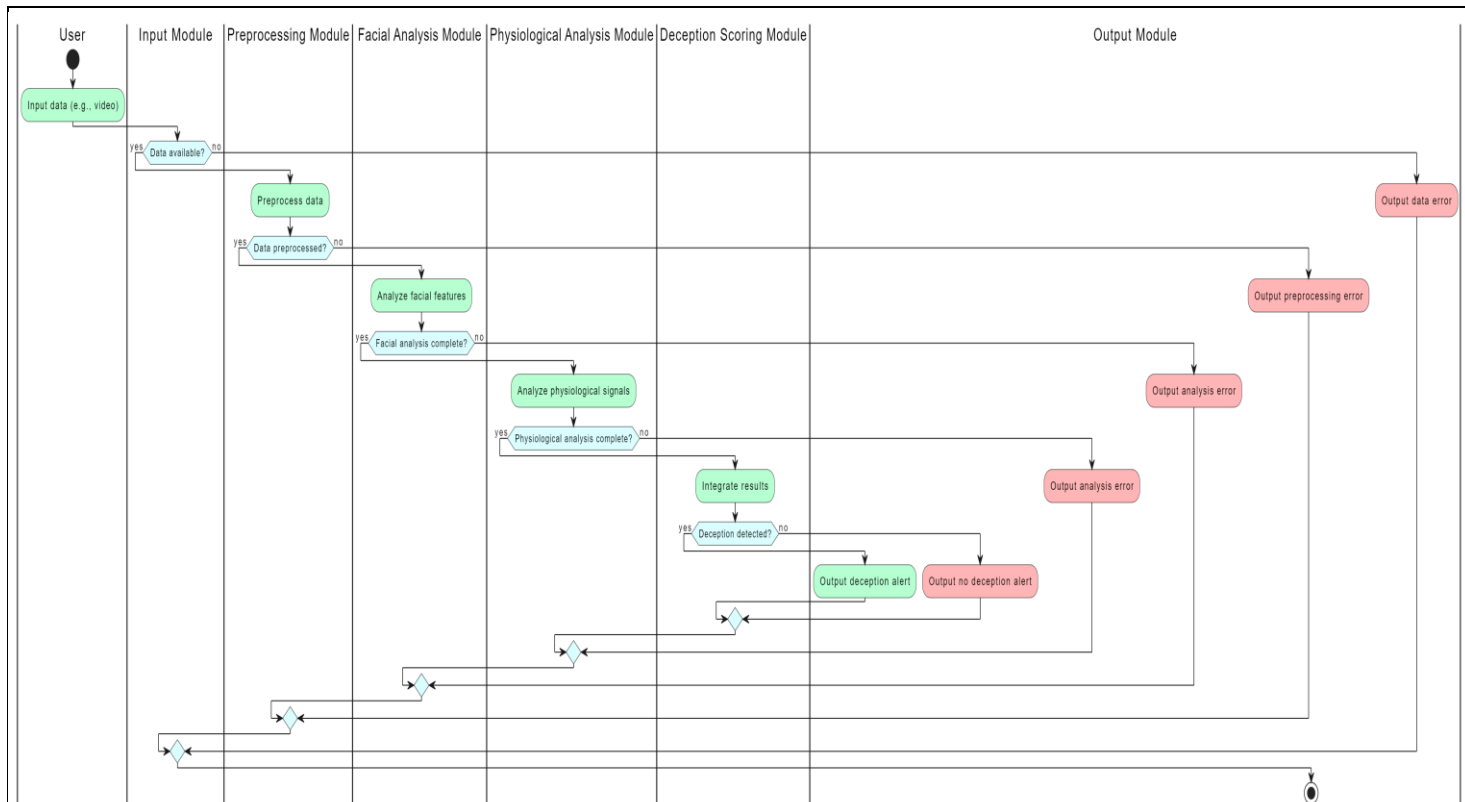 User
Input Module
Preprocessing Module
Facial Analysis Module
Physiological Analysis Module
Deception Scoring Module
Output Module
Input data (e.g., video)
yes
Data available?
no
Preprocess data
Output data error
yes
Data preprocessed?
no
Analyze facial features
Output preprocessing error
yes
Facial analysis complete?
no
Analyze physiological signals
Output analysis error
yes
Physiological analysis complete?
no
Integrate results
Output analysis error
yes
Deception detected?
no
Output deception alert
Output no deception alert